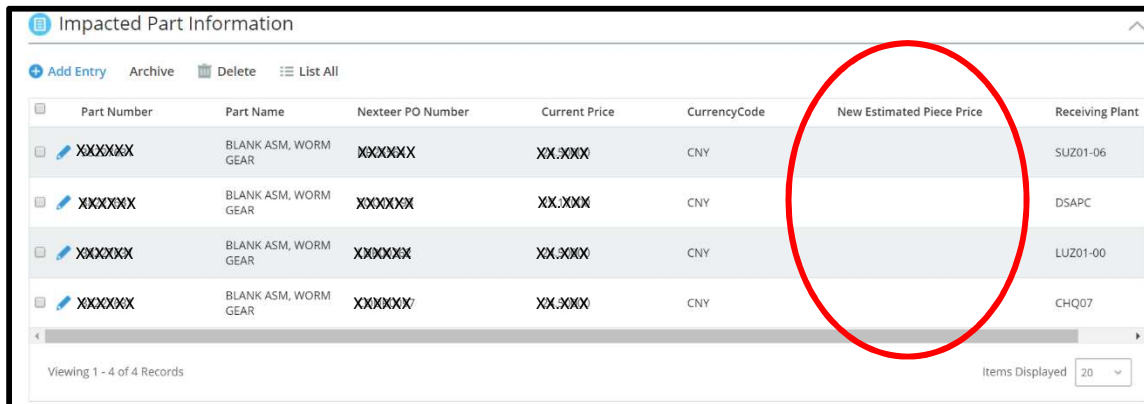 Impacted Part Information
Add Entry Archive Delete List All
Part Number Part Name Nexteer PO Number Current Price CurrencyCode New Estimated Piece Price Receiving Plant
XXXXXX BLANK ASM, WORM XXXXXX XX.XXX CNY SUZ01-06
GEAR
XXXXXX BLANK ASM, WORM XXXXXX XX.XXX CNY DSAPC
GEAR
XXXXXX BLANK ASM, WORM XXXXXX XX.XXX CNY LUZ01-00
GEAR
XXXXXX BLANK ASM, WORM XXXXXX XX.XXX CNY CHQ07
GEAR
Viewing 1 - 4 of 4 Records Items Displayed 20